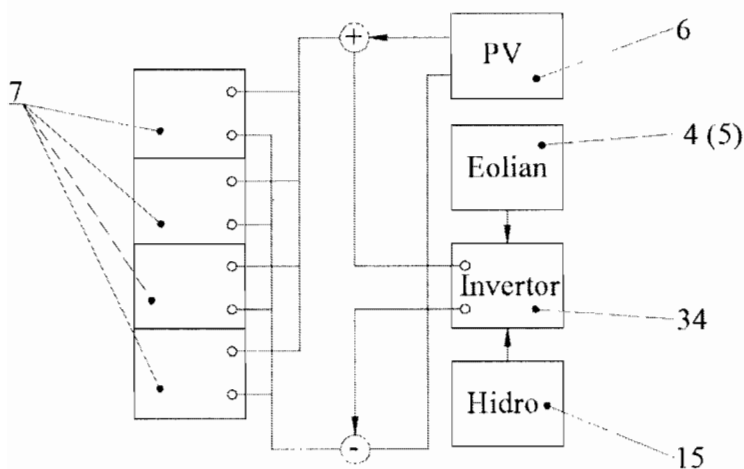 +
PV
6
7
4 (5)
Eolian
Invertor
34
Hidro
-
15